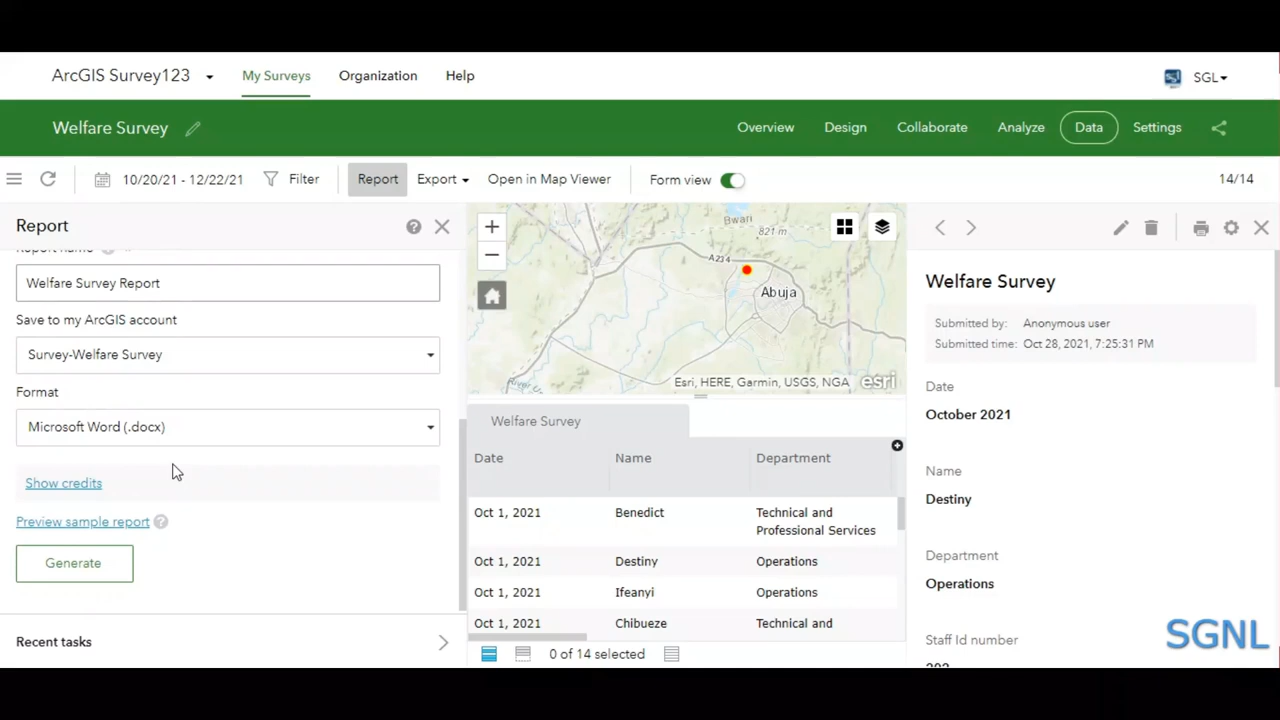 ArcGIS Survey123
My Surveys
Organization
Help
SGL
Welfare Survey
Overview
Design
Collaborate
Analyze
Data
Settings
10/20/21 - 12/22/21
Filter
Report
Export
Open in Map Viewer
Form view
14/14
Report
Report name
Welfare Survey Report
Save to my ArcGIS account
Survey-Welfare Survey
Format
Microsoft Word (.docx)
Show credits
Preview sample report
Generate
Recent tasks
Bwari
821 m
A234
Abuja
Esri, HERE, Garmin, USGS, NGA
esri
Welfare Survey
Date Name Department
Oct 1, 2021 Benedict Technical and
Professional Services
Oct 1, 2021 Destiny Operations
Oct 1, 2021 Ifeanyi Operations
Oct 1, 2021 Chibueze Technical and
0 of 14 selected
Welfare Survey
Submitted by: Anonymous user
Submitted time: Oct 28, 2021, 7:25:31 PM
Date
October 2021
Name
Destiny
Department
Operations
Staff Id number
SGNL